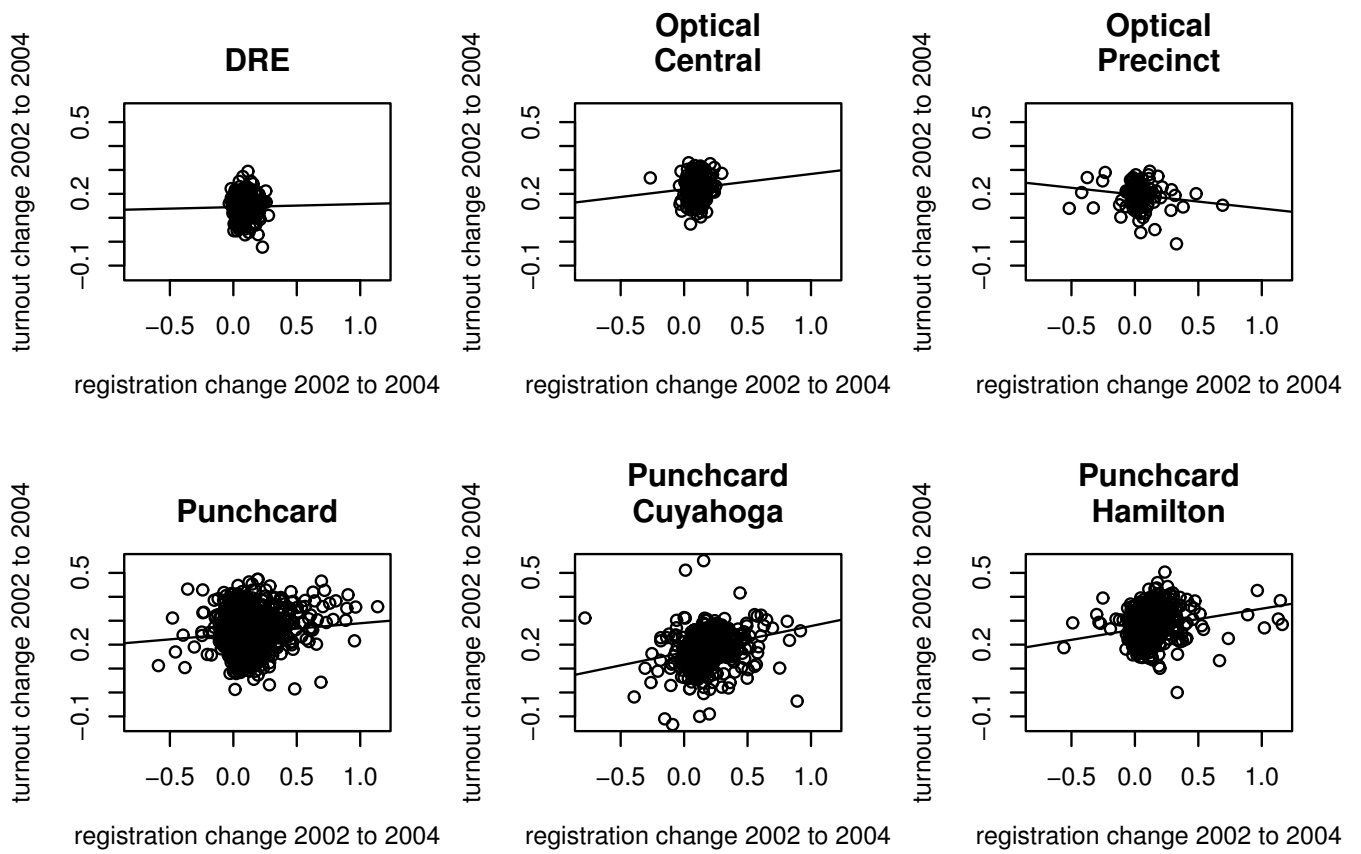 DRE
turnout change 2002 to 2004
0.5
0.2
−0.1
−0.5 0.0 0.5 1.0
registration change 2002 to 2004
Optical
Central
turnout change 2002 to 2004
0.5
0.2
−0.1
−0.5 0.0 0.5 1.0
registration change 2002 to 2004
Optical
Precinct
turnout change 2002 to 2004
0.5
0.2
−0.1
−0.5 0.0 0.5 1.0
registration change 2002 to 2004
Punchcard
turnout change 2002 to 2004
0.5
0.2
−0.1
−0.5 0.0 0.5 1.0
registration change 2002 to 2004
Punchcard
Cuyahoga
turnout change 2002 to 2004
0.5
0.2
−0.1
−0.5 0.0 0.5 1.0
registration change 2002 to 2004
Punchcard
Hamilton
turnout change 2002 to 2004
0.5
0.2
−0.1
−0.5 0.0 0.5 1.0
registration change 2002 to 2004